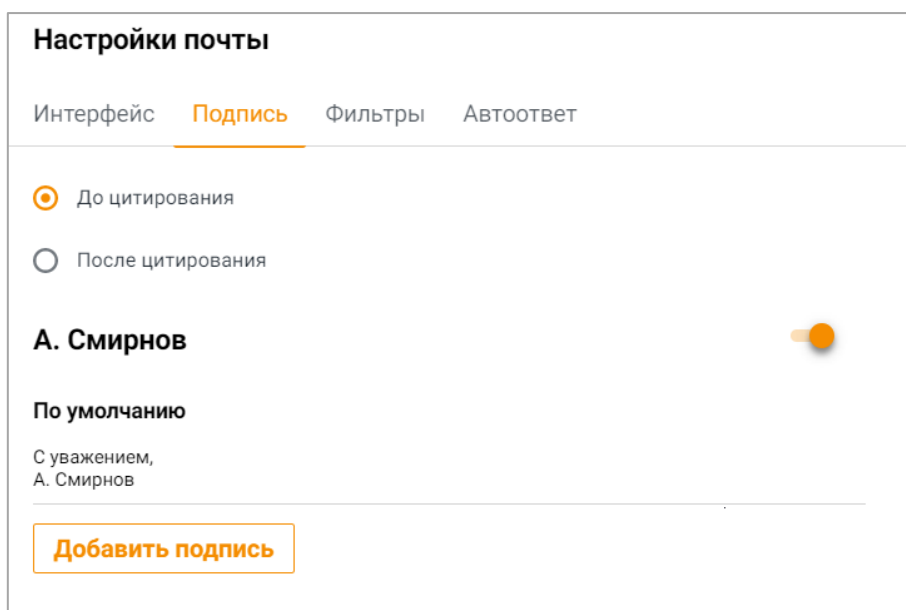 Настройки почты
Интерфейс Подпись Фильтры Автоответ
До цитирования
После цитирования
А. Смирнов
По умолчанию
С уважением,
А. Смирнов
Добавить подпись